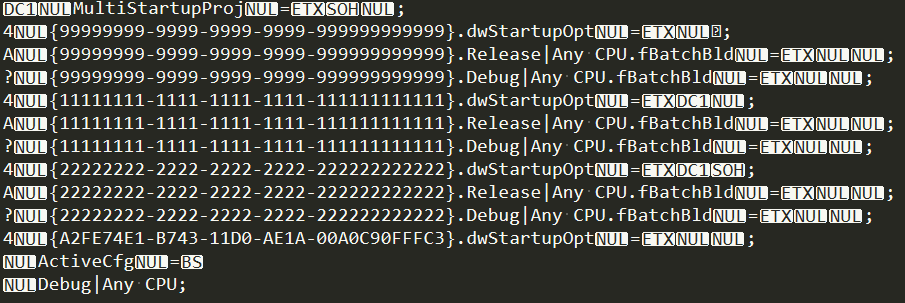 DC1NULMultiStartupProjNUL=ETXSOHNUL;
4NUL{99999999-9999-9999-9999-999999999999}.dwStartupOptNUL=ETXNUL;
ANUL{99999999-9999-9999-9999-999999999999}.Release|Any CPU.fBatchBldNUL=ETXNULNUL;
?NUL{99999999-9999-9999-9999-999999999999}.Debug|Any CPU.fBatchBldNUL=ETXNULNUL;
4NUL{11111111-1111-1111-1111-111111111111}.dwStartupOptNUL=ETXDC1NUL;
ANUL{11111111-1111-1111-1111-111111111111}.Release|Any CPU.fBatchBldNUL=ETXNULNUL;
?NUL{11111111-1111-1111-1111-111111111111}.Debug|Any CPU.fBatchBldNUL=ETXNULNUL;
4NUL{22222222-2222-2222-2222-222222222222}.dwStartupOptNUL=ETXDC1SOH;
ANUL{22222222-2222-2222-2222-222222222222}.Release|Any CPU.fBatchBldNUL=ETXNULNUL;
?NUL{22222222-2222-2222-2222-222222222222}.Debug|Any CPU.fBatchBldNUL=ETXNULNUL;
4NUL{A2FE74E1-B743-11D0-AE1A-00A0C90FFFC3}.dwStartupOptNUL=ETXNULNUL;
NULActiveCfgNUL=BS
NULDebug|Any CPU;